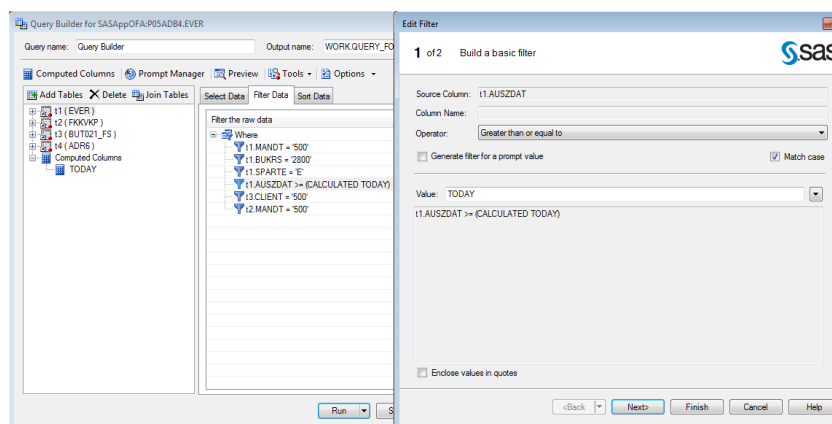 Query Builder for SASAppOFA:P05ADB4.EVER
Query name: Query Builder Output name: WORK.QUERY_FO
Computed Columns Prompt Manager Preview Tools Options
Add Tables Delete Join Tables
t1 ( EVER )
t2 ( FKKVKP )
t3 (BUT021_FS )
t4 ( ADR6 )
Computed Columns
TODAY
Select Data Filter Data Sort Data
Filter the raw data
Where
t1.MANDT = '500'
t1.BUKRS = '2800'
t1.SPARTE = 'E'
t1.AUSZDAT >= (CALCULATED TODAY)
t3.CLIENT = '500'
t2.MANDT = '500'
Run S
Edit Filter
1 of 2 Build a basic filter
sas
Source Column: t1.AUSZDAT
Column Name:
Operator: Greater than or equal to
Generate filter for a prompt value Match case
Value: TODAY
t1.AUSZDAT >= (CALCULATED TODAY)
Enclose values in quotes
<Back Next> Finish Cancel Help